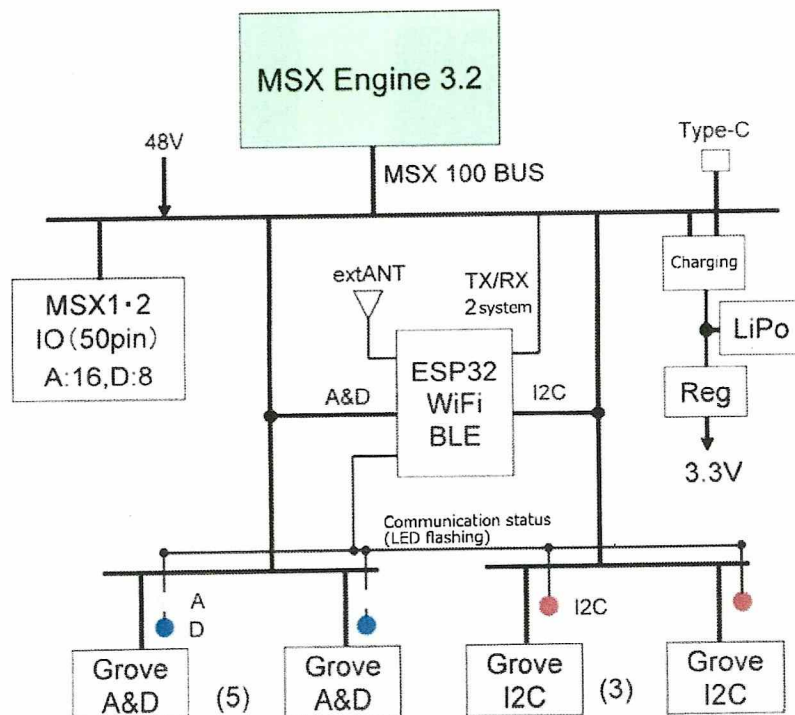 MSX Engine 3.2
48V
MSX 100 BUS
Type-C
MSX1・2
IO(50pin)
A:16,D:8
extANT
TX/RX
2 system
Charging
LiPo
Reg
3.3V
A&D
ESP32
WiFi
BLE
I2C
Communication status
(LED flashing)
A
D
I2C
Grove
A&D
(5)
Grove
A&D
Grove
I2C
(3)
Grove
I2C